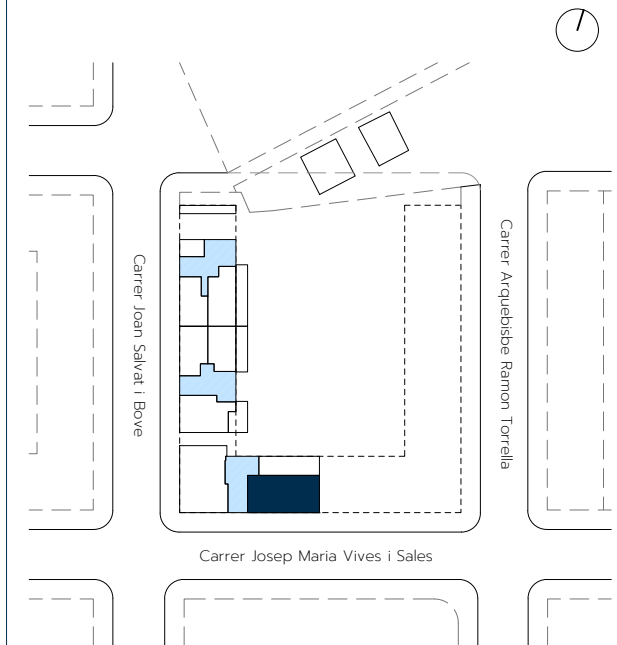 Carrer Joan Salvat i Bove
Carrer Arquebisbe Ramon Torrella
Carrer Josep Maria Vives i Sales